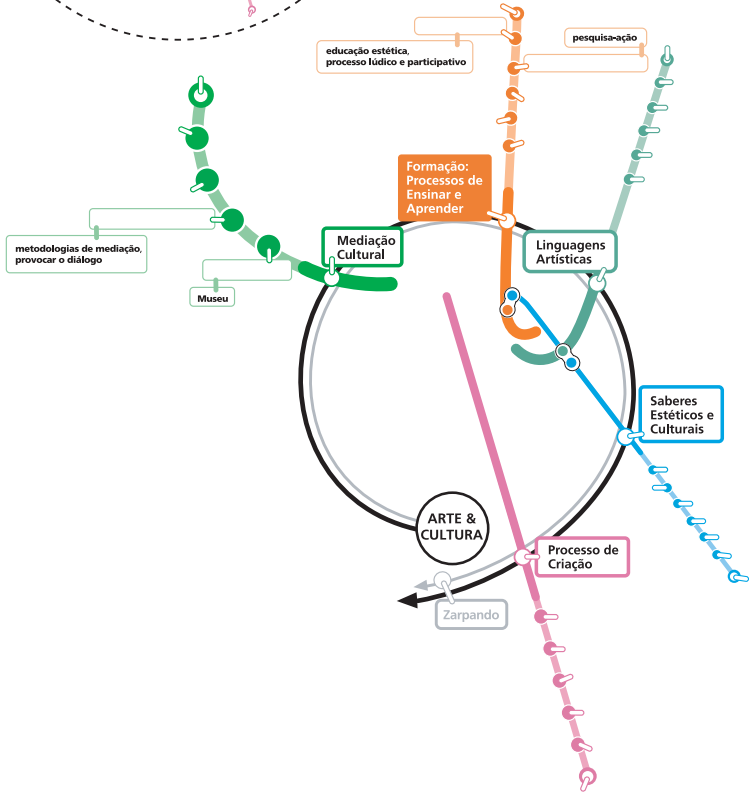 pesquisa-ação
educação estética,
processo lúdico e participativo
Formação:
Processos de
Ensinar e
Aprender
Mediação
Cultural
Linguagens
Artísticas
metodologias de mediação,
provocar o diálogo
Museu
Saberes
Estéticos e
Culturais
ARTE &
CULTURA
Processo de
Criação
Zarpando